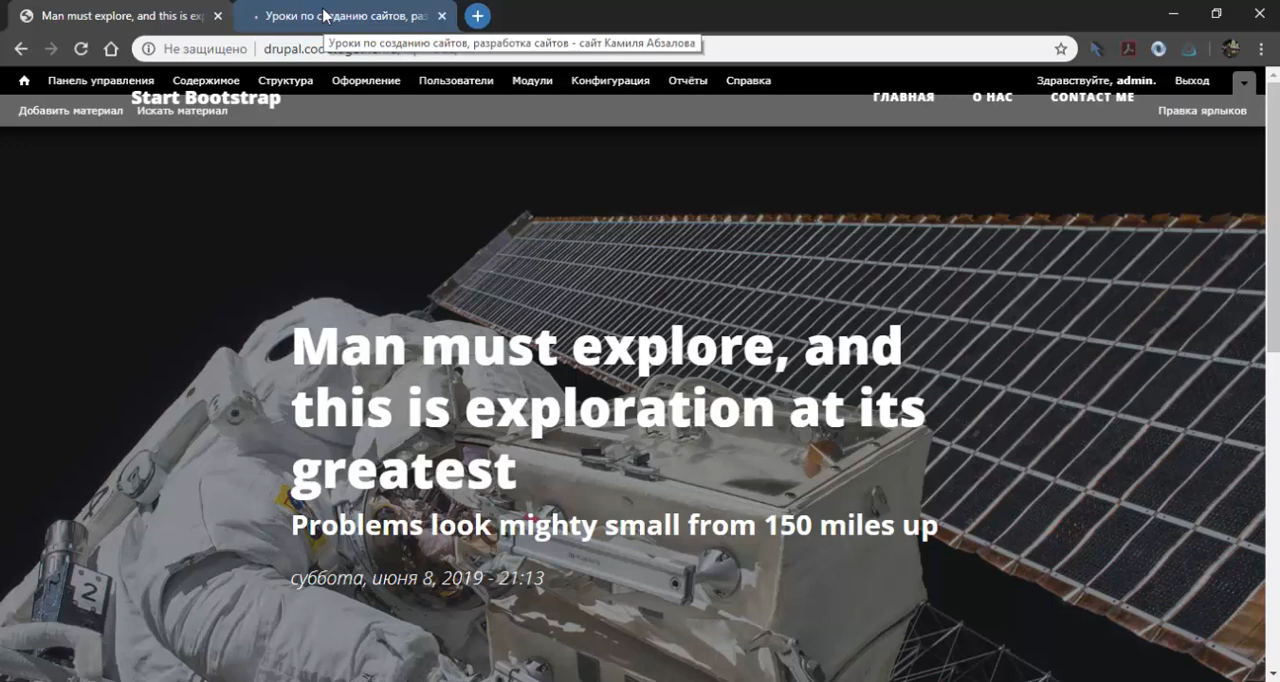 Man must explore, and this is ex
Уроки по созданию сайтов, раз
Не защищено
Уроки по созданию сайтов, разработка сайтов - сайт Камиля Абзалова
Панель управления Содержимое Структура Оформление Пользователи Модули Конфигурация Отчёты Справка Здравствуйте, admin. Выход
Start Bootstrap ГЛАВНАЯ О НАС CONTACT ME
Добавить материал Искать материал Правка ярлыков
Man must explore, and
this is exploration at its
greatest
Problems look mighty small from 150 miles up
суббота, июня 8, 2019 - 21:13
2